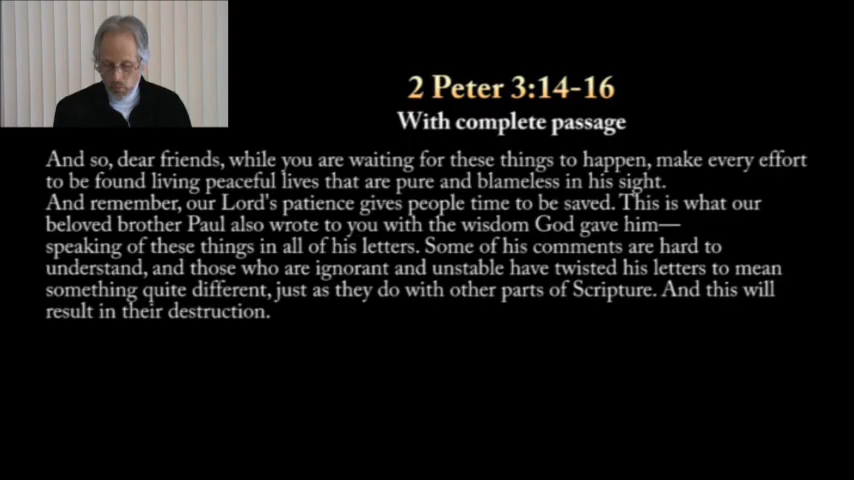 2 Peter 3:14-16
With complete passage
And so, dear friends, while you are waiting for these things to happen, make every effort
to be found living peaceful lives that are pure and blameless in his sight.
And remember, our Lord's patience gives people time to be saved. This is what our
beloved brother Paul also wrote to you with the wisdom God gave him—
speaking of these things in all of his letters. Some of his comments are hard to
understand, and those who are ignorant and unstable have twisted his letters to mean
something quite different, just as they do with other parts of Scripture. And this will
result in their destruction.